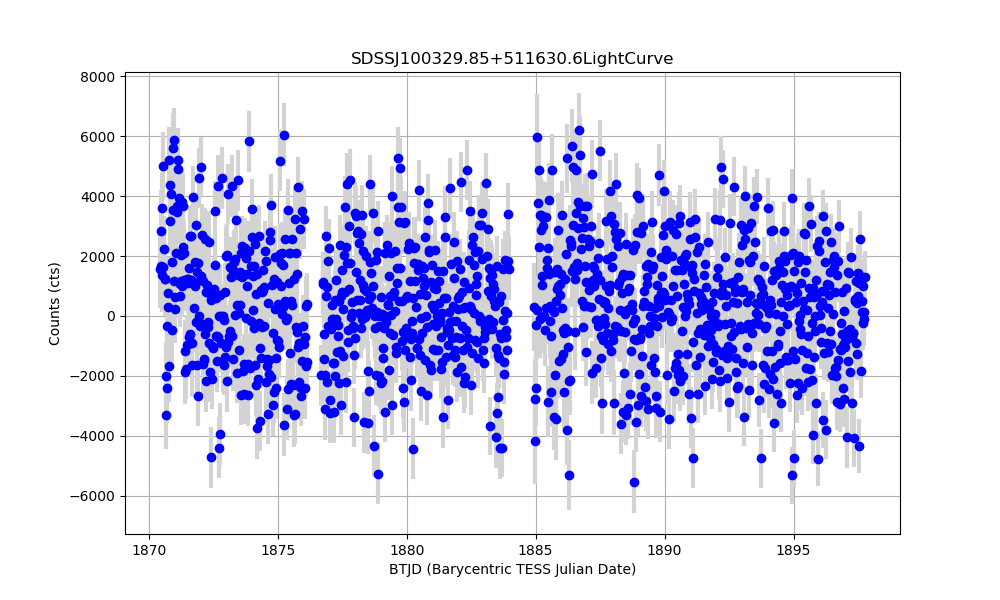 SDSSJ100329.85+511630.6LightCurve
8000
6000
4000
2000
0
−2000
−4000
−6000
Counts (cts)
1870 1875 1880 1885 1890 1895
BTJD (Barycentric TESS Julian Date)